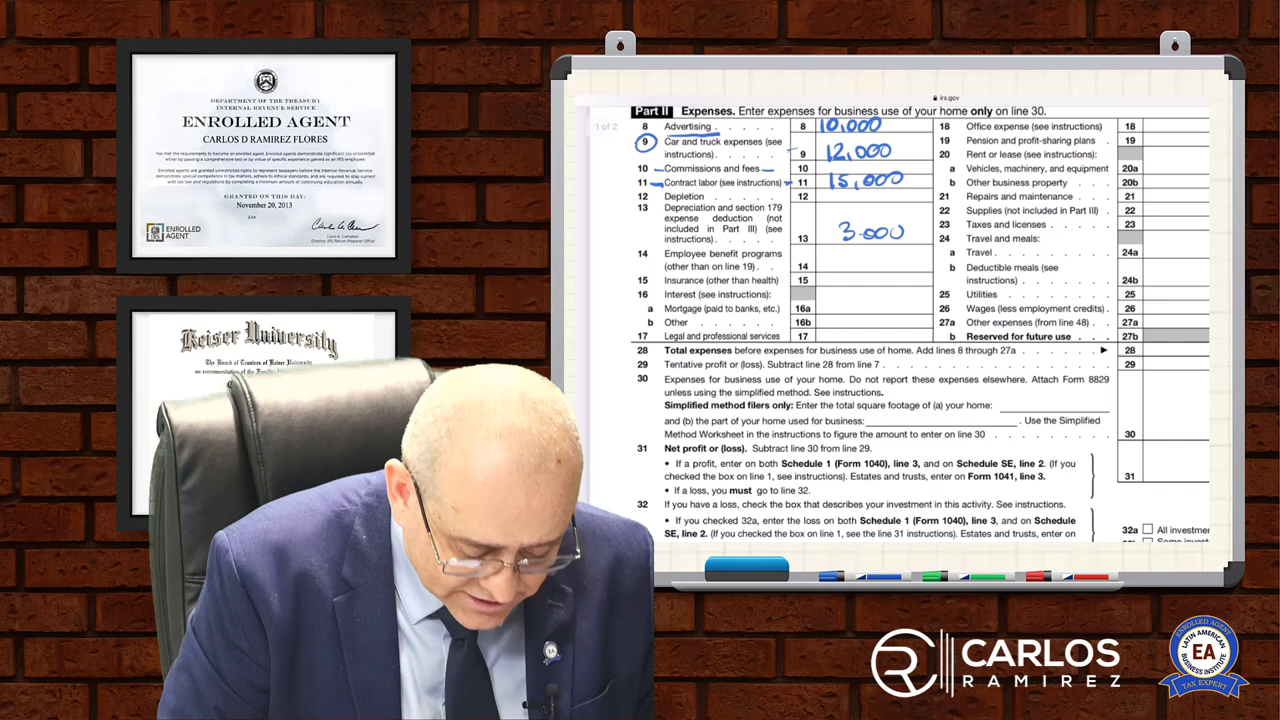 DEPARTMENT OF THE TREASURY
INTERNAL REVENUE SERVICE
ENROLLED AGENT
CARLOS D RAMIREZ FLORES
GRANTED ON THIS DAY:
November 20, 2013
ENROLLED
AGENT
Keiser University
The Board of Trustees of Keiser University
irs.gov
1 of 2
Part II Expenses. Enter expenses for business use of your home only on line 30.
8 Advertising . . . . . 8 10,000
9 Car and truck expenses (see
instructions). . . . . 9 12,000
10 Commissions and fees 10
11 Contract labor (see instructions) 11 15,000
12 Depletion . . . . . 12
13 Depreciation and section 179
expense deduction (not
included in Part III) (see
instructions). . . . . 13 3.000
14 Employee benefit programs
(other than on line 19). . 14
15 Insurance (other than health) 15
16 Interest (see instructions):
a Mortgage (paid to banks, etc.) 16a
b Other . . . . . . 16b
17 Legal and professional services 17
18 Office expense (see instructions) 18
19 Pension and profit-sharing plans . 19
20 Rent or lease (see instructions):
a Vehicles, machinery, and equipment 20a
b Other business property . . . 20b
21 Repairs and maintenance . . . 21
22 Supplies (not included in Part III) . 22
23 Taxes and licenses . . . . . 23
24 Travel and meals:
a Travel . . . . . . . . . 24a
b Deductible meals (see
instructions) . . . . . . . 24b
25 Utilities . . . . . . . . 25
26 Wages (less employment credits). 26
27a Other expenses (from line 48) . . 27a
b Reserved for future use . . . 27b
28 Total expenses before expenses for business use of home. Add lines 8 through 27a . . . . . . . ▶ 28
29 Tentative profit or (loss). Subtract line 28 from line 7 . . . . . . . . . . . . . . . . . 29
30 Expenses for business use of your home. Do not report these expenses elsewhere. Attach Form 8829
unless using the simplified method. See instructions.
Simplified method filers only: Enter the total square footage of (a) your home:
and (b) the part of your home used for business: . Use the Simplified
Method Worksheet in the instructions to figure the amount to enter on line 30 . . . . . . . . . 30
31 Net profit or (loss). Subtract line 30 from line 29.
• If a profit, enter on both Schedule 1 (Form 1040), line 3, and on Schedule SE, line 2. (If you
checked the box on line 1, see instructions). Estates and trusts, enter on Form 1041, line 3. 31
• If a loss, you must go to line 32.
32 If you have a loss, check the box that describes your investment in this activity. See instructions.
• If you checked 32a, enter the loss on both Schedule 1 (Form 1040), line 3, and on Schedule
SE, line 2. (If you checked the box on line 1, see the line 31 instructions). Estates and trusts, enter on
32a All investme
CR CARLOS
RAMIREZ
ENROLLED AGENT
LATIN AMERICAN
EA
BUSINESS INSTITUTE
TAX EXPERT